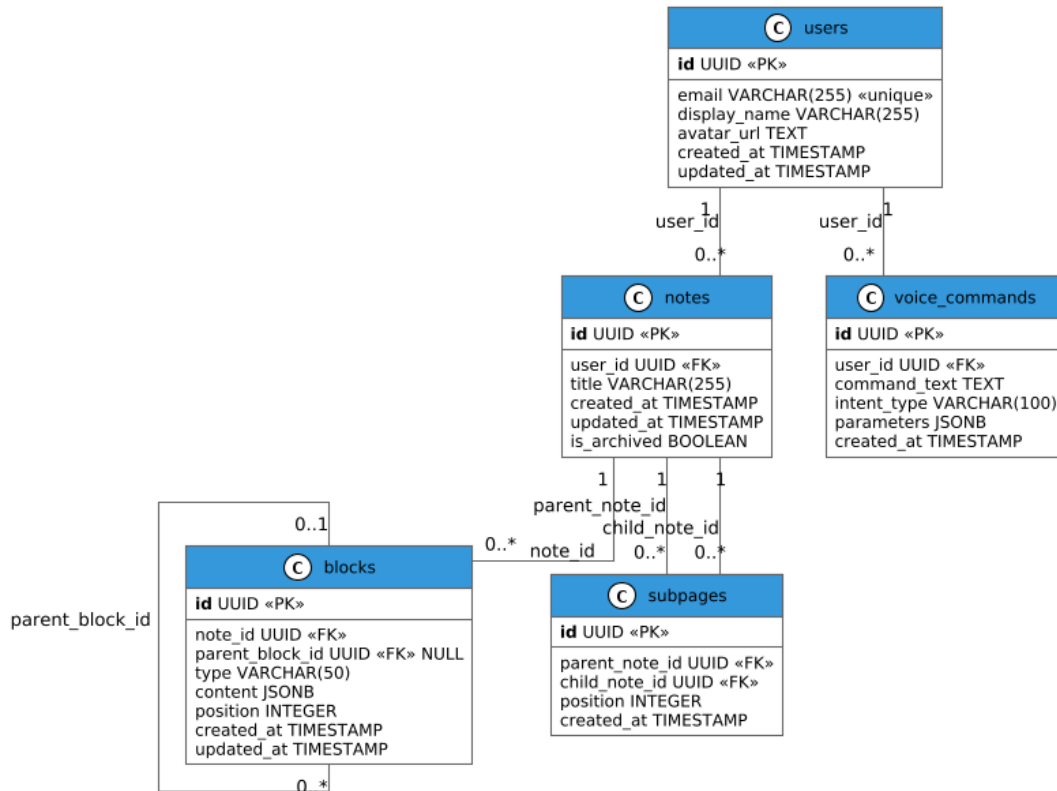 C users
id UUID «PK»
email VARCHAR(255) «unique»
display_name VARCHAR(255)
avatar_url TEXT
created_at TIMESTAMP
updated_at TIMESTAMP
1
user_id
0..*
1
user_id
0..*
C notes
id UUID «PK»
user_id UUID «FK»
title VARCHAR(255)
created_at TIMESTAMP
updated_at TIMESTAMP
is_archived BOOLEAN
C voice_commands
id UUID «PK»
user_id UUID «FK»
command_text TEXT
intent_type VARCHAR(100)
parameters JSONB
created_at TIMESTAMP
1
note_id
0..*
1
parent_note_id
0..*
1
child_note_id
0..*
0..1
parent_block_id
0..*
C blocks
id UUID «PK»
note_id UUID «FK»
parent_block_id UUID «FK» NULL
type VARCHAR(50)
content JSONB
position INTEGER
created_at TIMESTAMP
updated_at TIMESTAMP
C subpages
id UUID «PK»
parent_note_id UUID «FK»
child_note_id UUID «FK»
position INTEGER
created_at TIMESTAMP